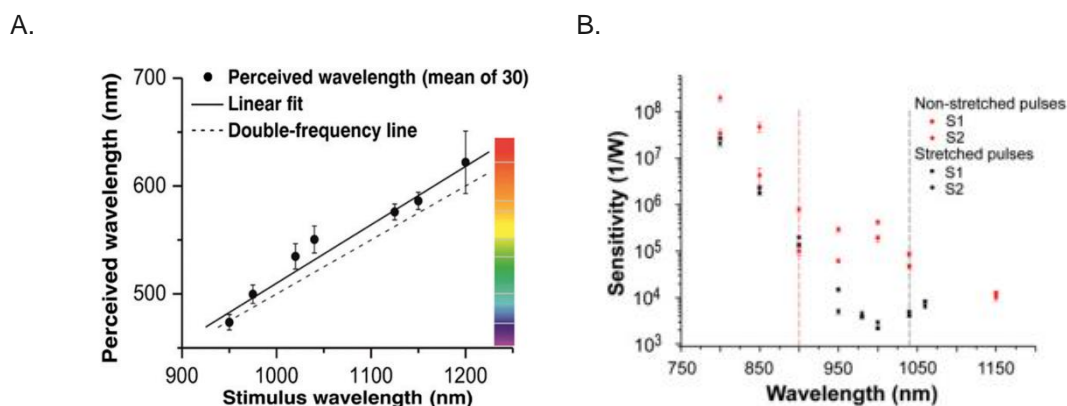 A.
B.
Perceived wavelength (nm)
700
600
500
Perceived wavelength (mean of 30)
Linear fit
Double-frequency line
900
1000
1100
1200
Stimulus wavelength (nm)
Sensitivity (1/W)
10⁸
10⁷
10⁶
10⁵
10⁴
10³
Non-stretched pulses
S1
S2
Stretched pulses
S1
S2
750
850
950
1050
1150
Wavelength (nm)